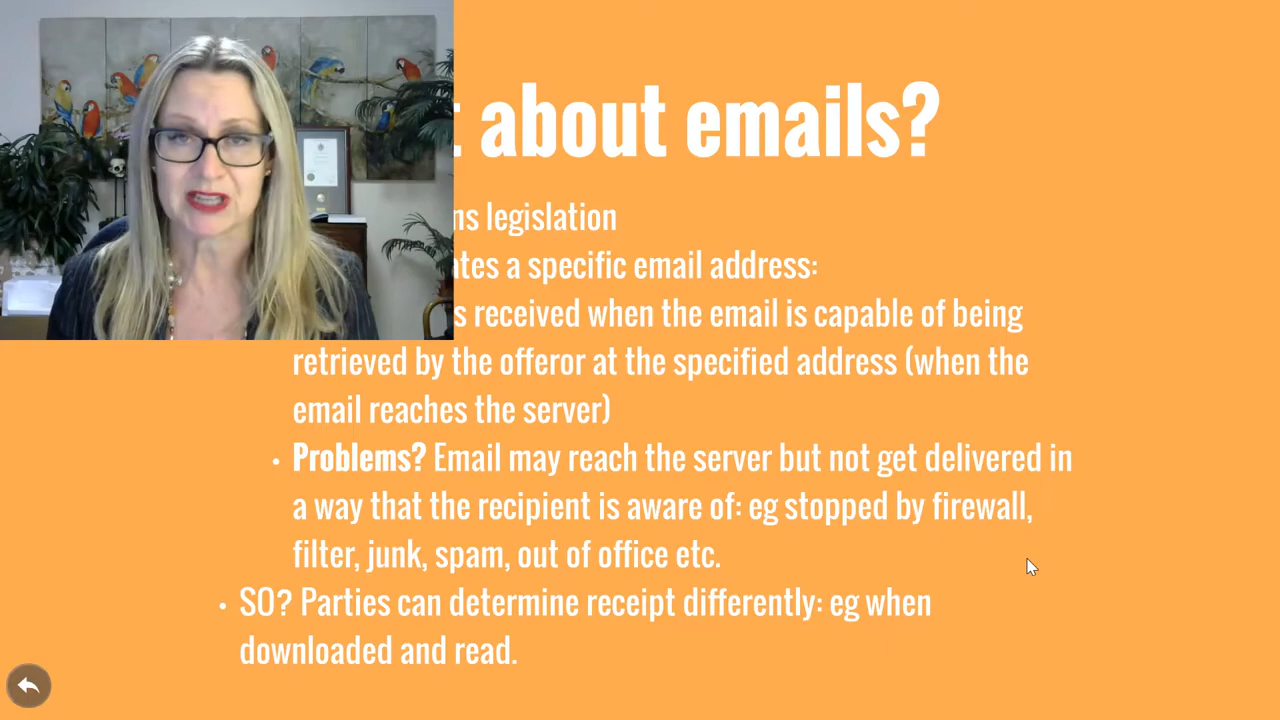 about emails?
legislation
a specific email address:
received when the email is capable of being
retrieved by the offeror at the specified address (when the
email reaches the server)
• Problems? Email may reach the server but not get delivered in
a way that the recipient is aware of: eg stopped by firewall,
filter, junk, spam, out of office etc.
• SO? Parties can determine receipt differently: eg when
downloaded and read.